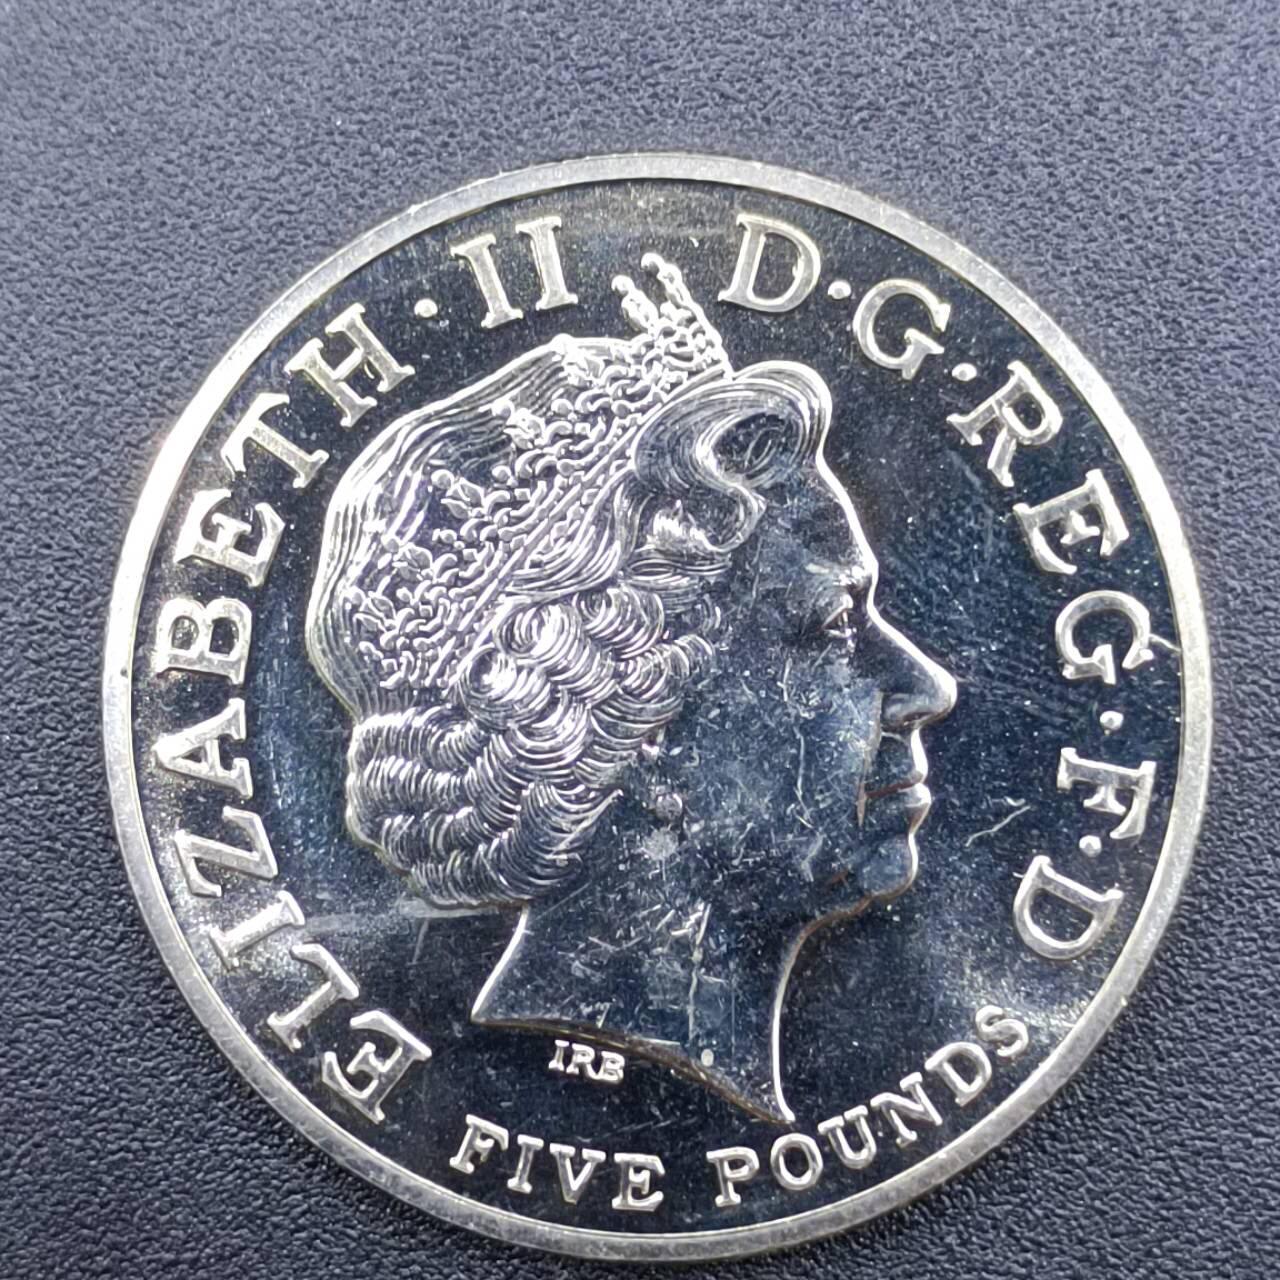 ELIZABETH · II D · G · REG · F · D
FIVE POUNDS
IRB